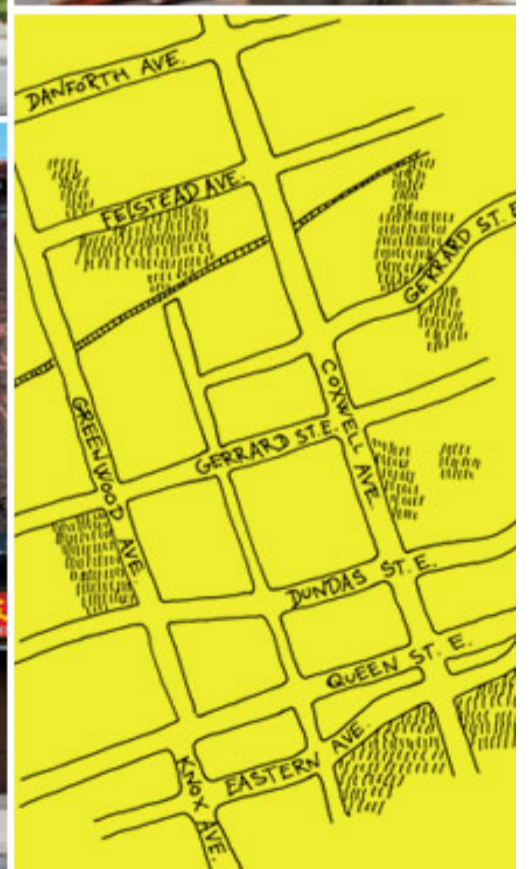 DANFORTH AVE.
FELSTEAD AVE.
GERRARD ST. E
GREENWOOD AVE.
COXWELL AVE.
GERRARD ST. E.
DUNDAS ST. E.
QUEEN ST. E.
EASTERN AVE.
KNOX AVE.